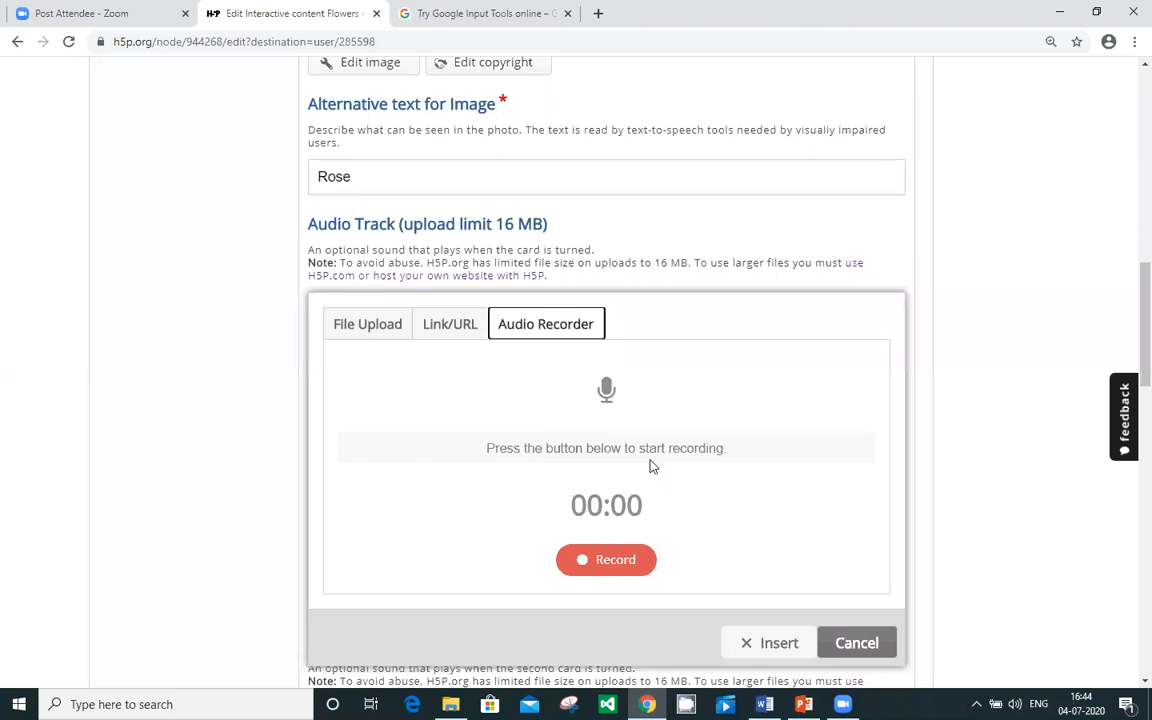 Post Attendee - Zoom
H-P Edit Interactive content Flowers
Try Google Input Tools online – G
h5p.org/node/944268/edit?destination=user/285598
Edit image
Edit copyright
Alternative text for Image *
Describe what can be seen in the photo. The text is read by text-to-speech tools needed by visually impaired
users.
Rose
Audio Track (upload limit 16 MB)
An optional sound that plays when the card is turned.
Note: To avoid abuse, H5P.org has limited file size on uploads to 16 MB. To use larger files you must use
H5P.com or host your own website with H5P.
File Upload
Link/URL
Audio Recorder
Press the button below to start recording.
00:00
Record
Insert
Cancel
An optional sound that plays when the second card is turned.
Note: To avoid abuse, H5P.org has limited file size on uploads to 16 MB. To use larger files you must use
feedback
Type here to search
ENG
16:44
04-07-2020
1